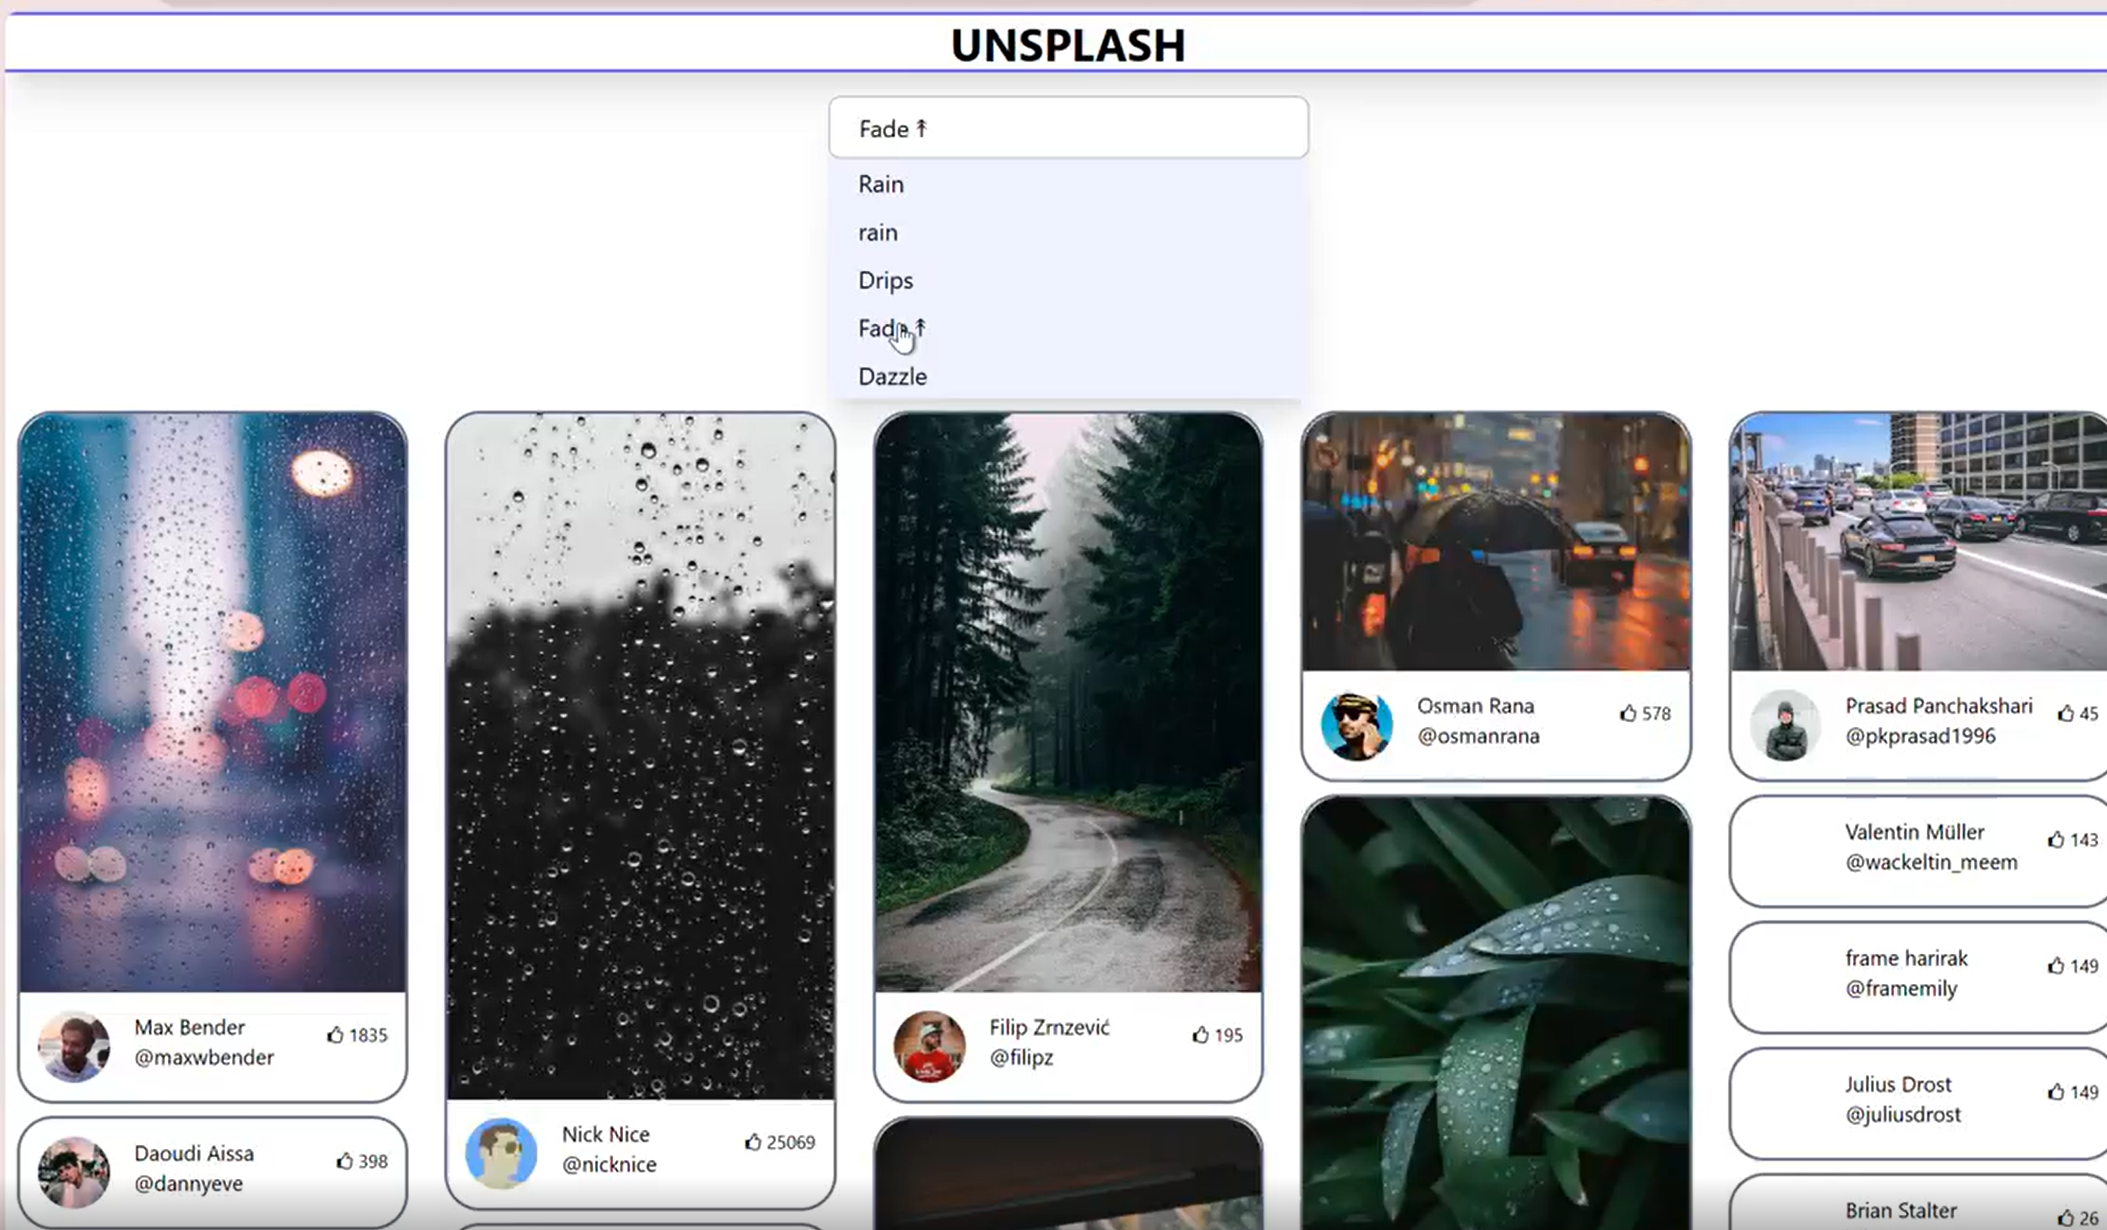 UNSPLASH
Fade ↟
Rain
rain
Drips
Fade ↟
Dazzle
Max Bender
@maxwbender
1835
Daoudi Aissa
@dannyeve
398
Nick Nice
@nicknice
25069
Filip Zrnzević
@filipz
195
Osman Rana
@osmanrana
578
Prasad Panchakshari
@pkprasad1996
45
Valentin Müller
@wackeltin_meem
143
frame harirak
@framemily
149
Julius Drost
@juliusdrost
149
Brian Stalter
26